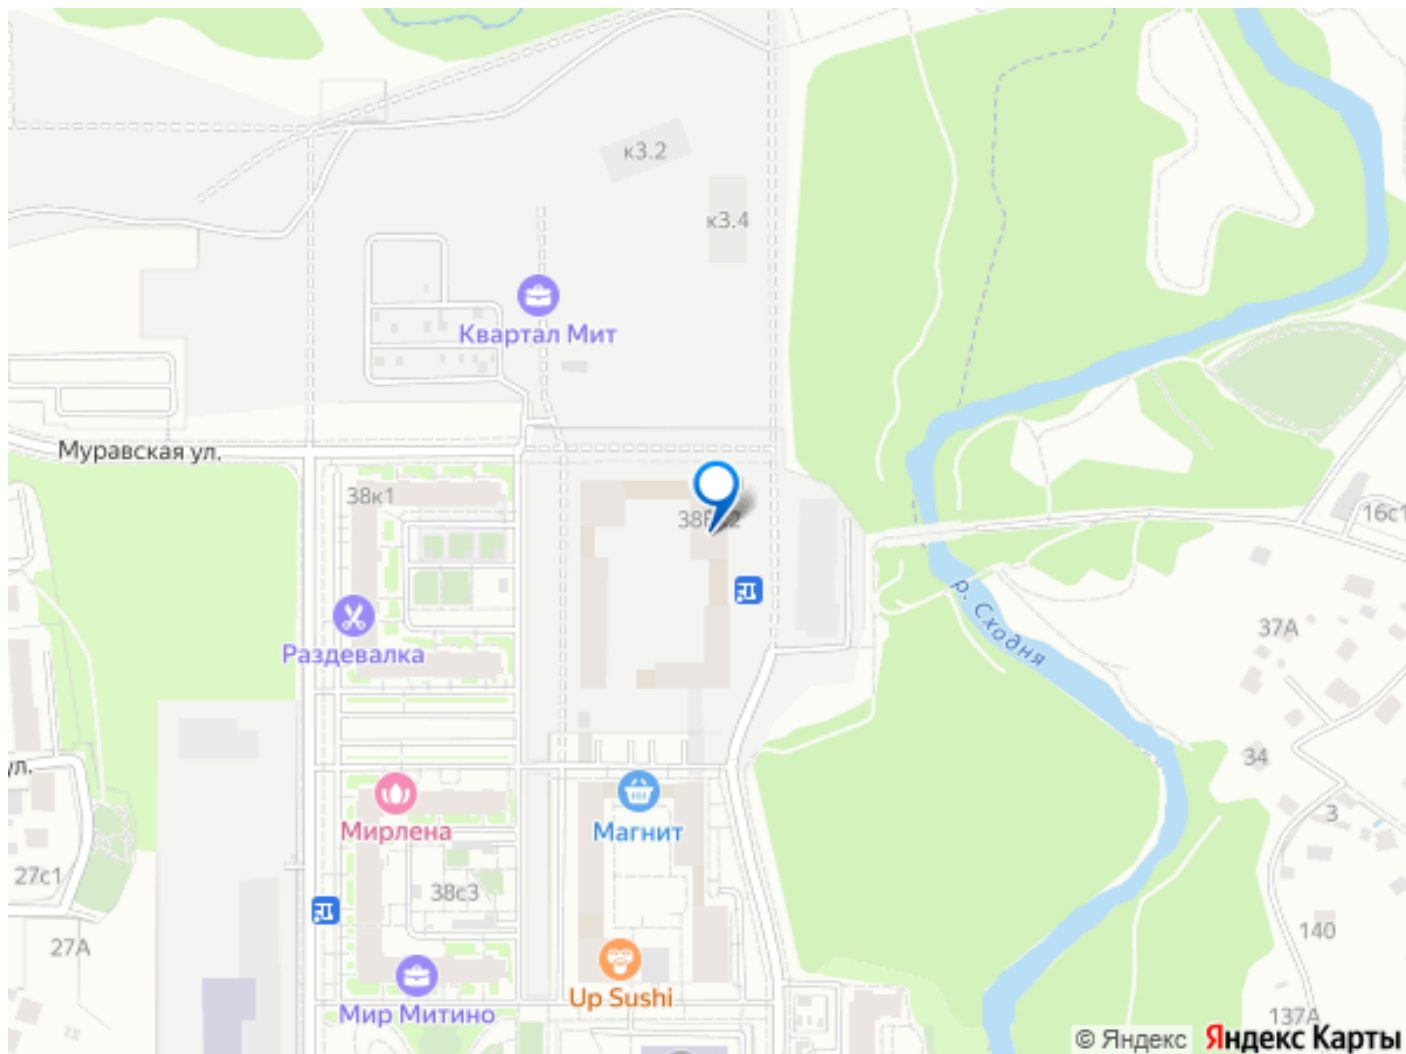 к3.2
к3.4
Квартал Мит
Муравская ул.
38к1
16с1
р. Сходня
37А
Раздевалка
34
ул.
Мирлена
Магнит
3
27с1
38с3
27А
140
Up Sushi
Мир Митино
137А
© Яндекс Яндекс Карты